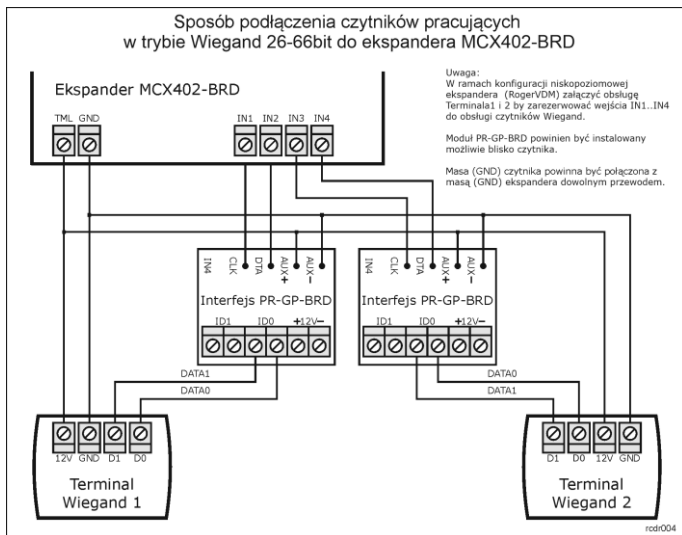 Sposób podłączenia czytników pracujących
w trybie Wiegand 26-66bit do ekspandera MCX402-BRD
Uwaga:
W ramach konfiguracji niskopoziomowej
ekspandera (RogerVDM) załączyć obsługę
Terminala1 i 2 by zarezerwować wejścia IN1..IN4
do obsługi czytników Wiegand.
Moduł PR-GP-BRD powinien być instalowany
możliwie blisko czytnika.
Masa (GND) czytnika powinna być połączona z
masą (GND) ekspandera dowolnym przewodem.
Ekspander MCX402-BRD
TML GND
IN1 IN2 IN3 IN4
IN4 CLK DTA AUX+ AUX-
Interfejs PR-GP-BRD
ID1 ID0 +12V-
IN4 CLK DTA AUX+ AUX-
Interfejs PR-GP-BRD
ID1 ID0 +12V-
DATA1
DATA0
DATA0
DATA1
12V GND D1 D0
Terminal
Wiegand 1
D1 D0 12V GND
Terminal
Wiegand 2
rcdr004